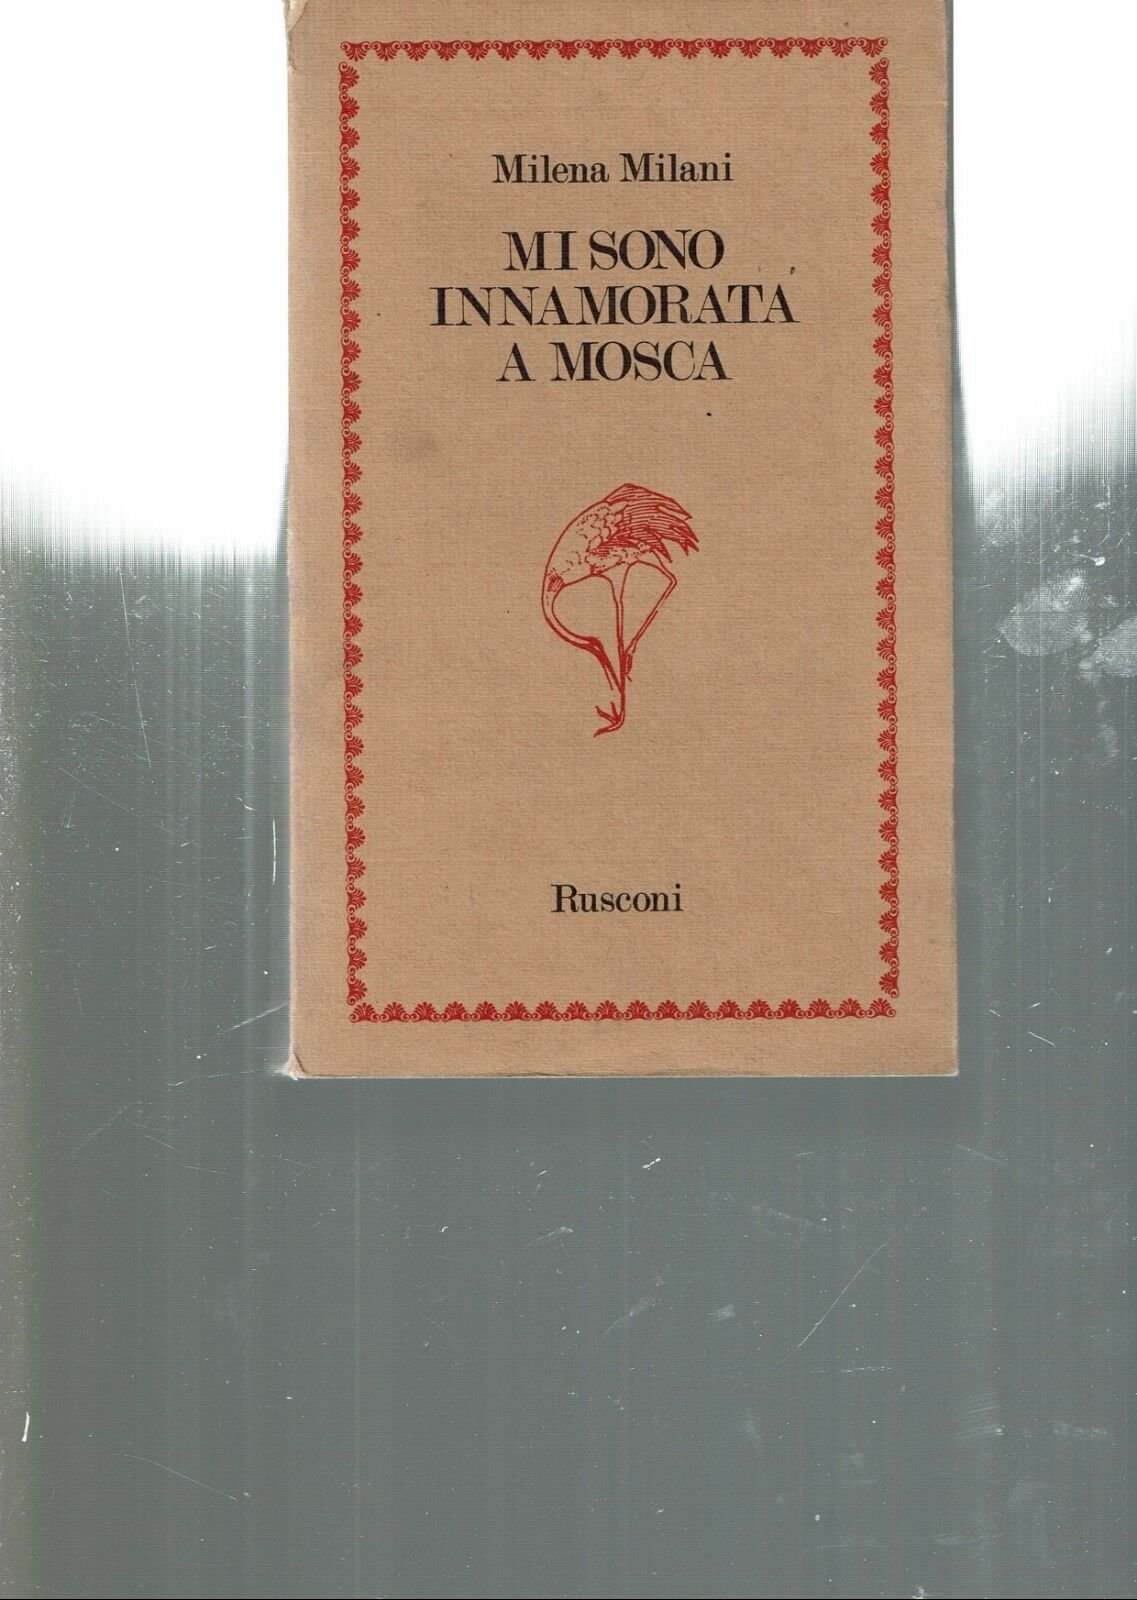 Milena Milani
MI SONO
INNAMORATA
A MOSCA
Rusconi